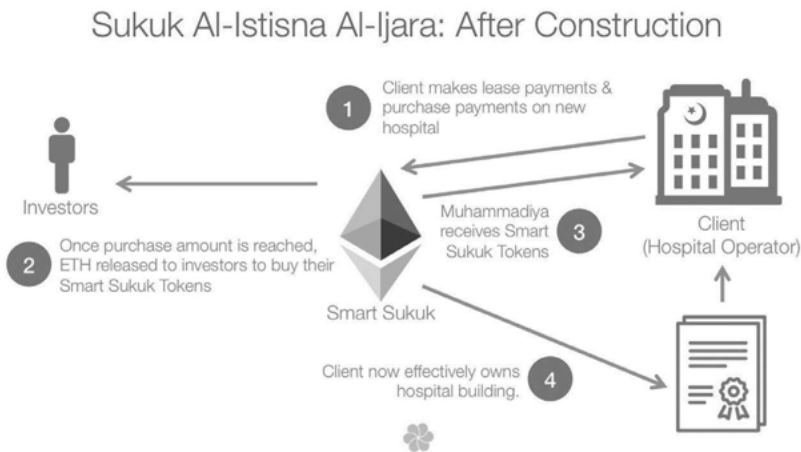 Sukuk Al-Istisna Al-Ijara: After Construction
1
Client makes lease payments &
purchase payments on new
hospital
Investors
2
Once purchase amount is reached,
ETH released to investors to buy their
Smart Sukuk Tokens
Muhammadiya
receives Smart
Sukuk Tokens
3
Client
(Hospital Operator)
Smart Sukuk
Client now effectively owns
hospital building.
4